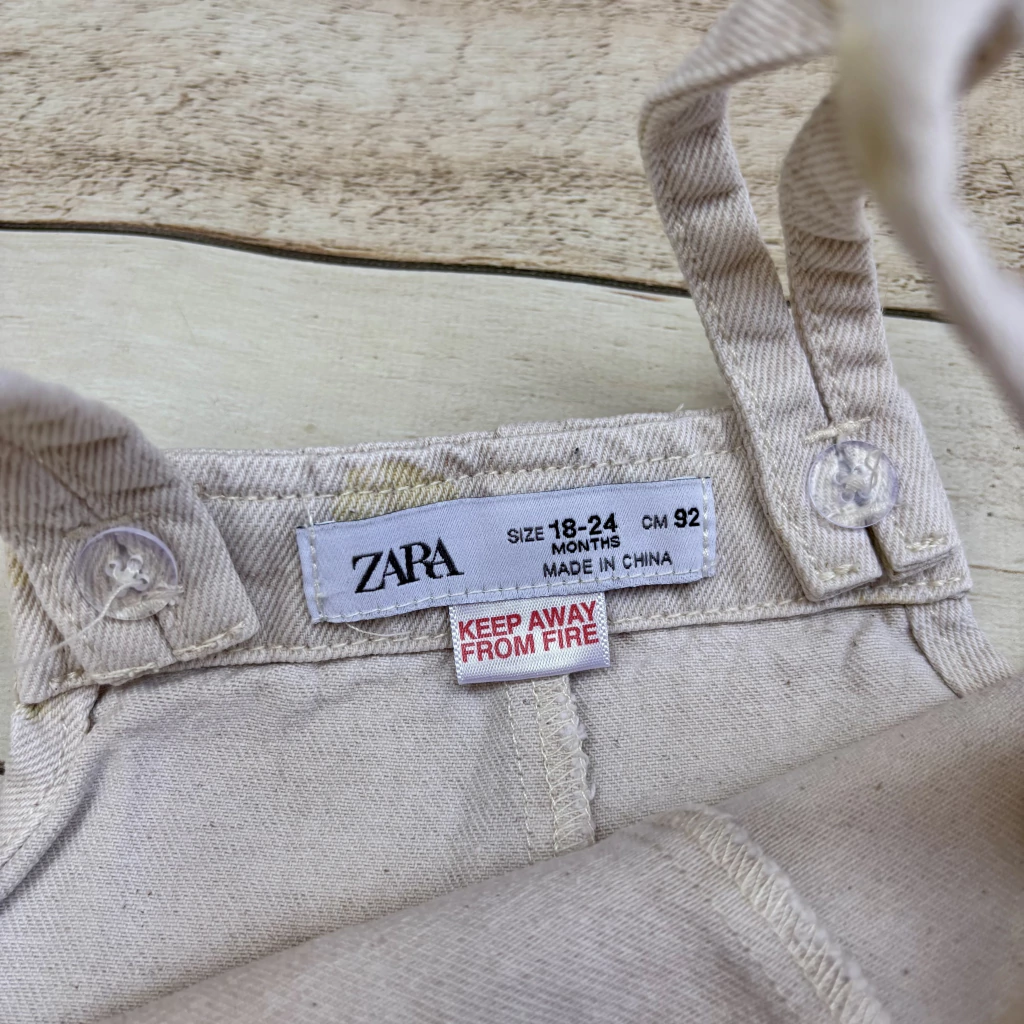 ZARA
SIZE 18-24 CM 92
MONTHS
MADE IN CHINA
KEEP AWAY
FROM FIRE